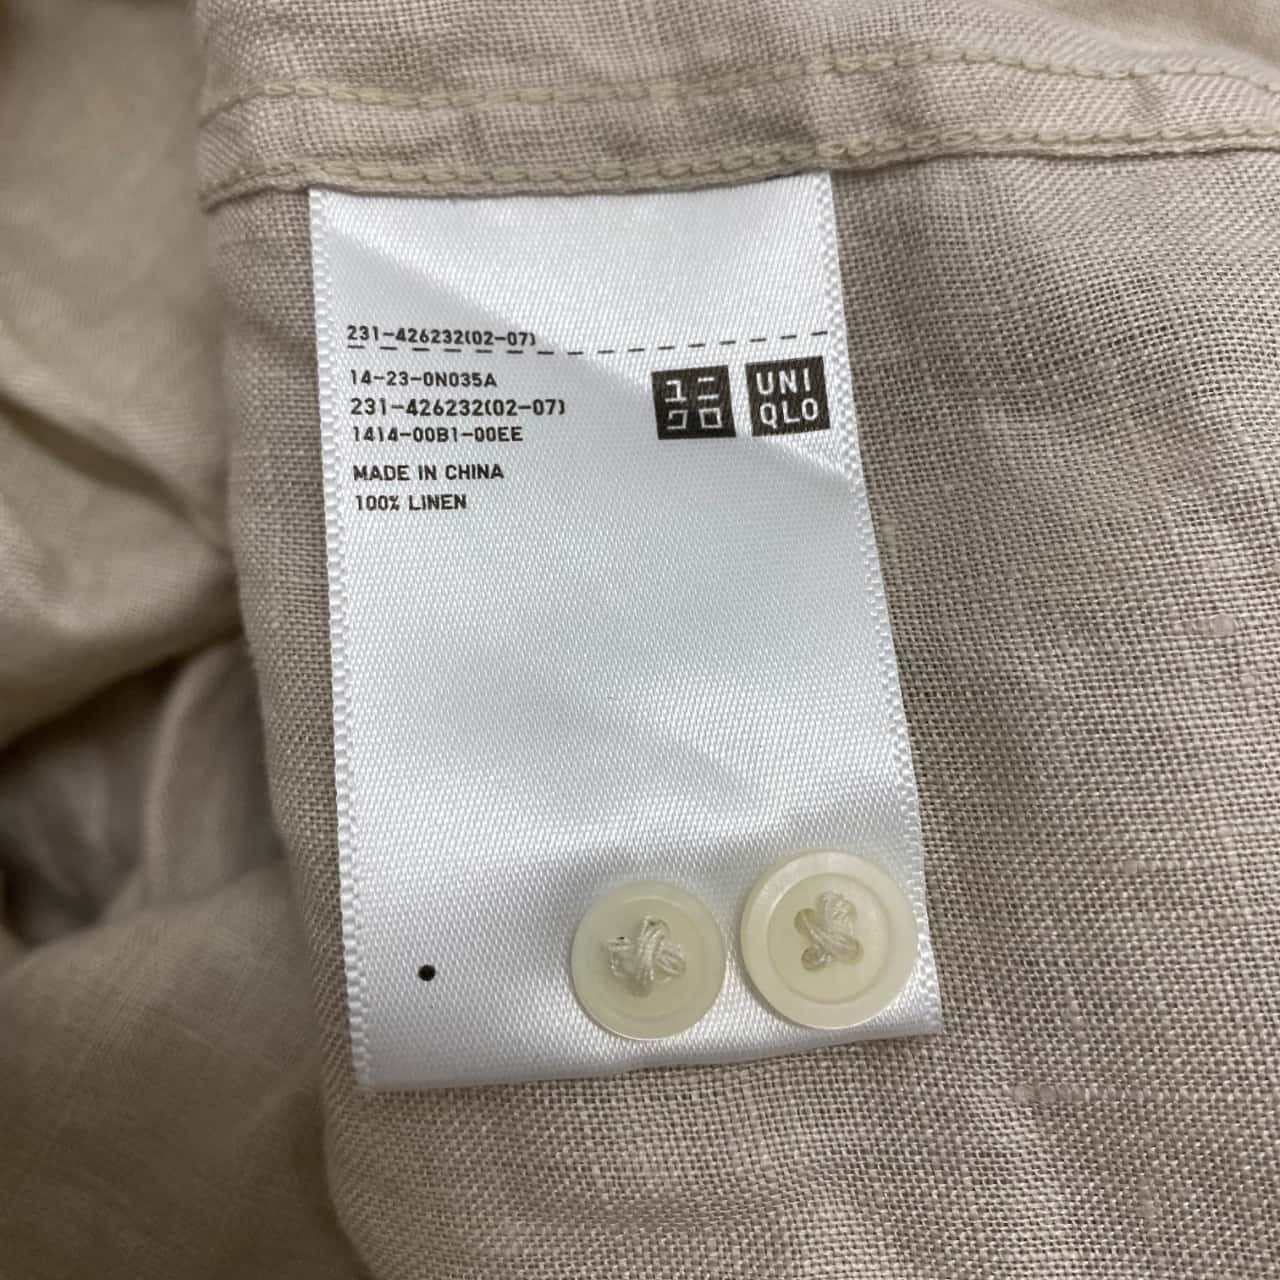 231-426232(02-07)
14-23-0N035A
231-426232(02-07)
1414-00B1-00EE
MADE IN CHINA
100% LINEN
ユニ
クロ
UNI
QLO